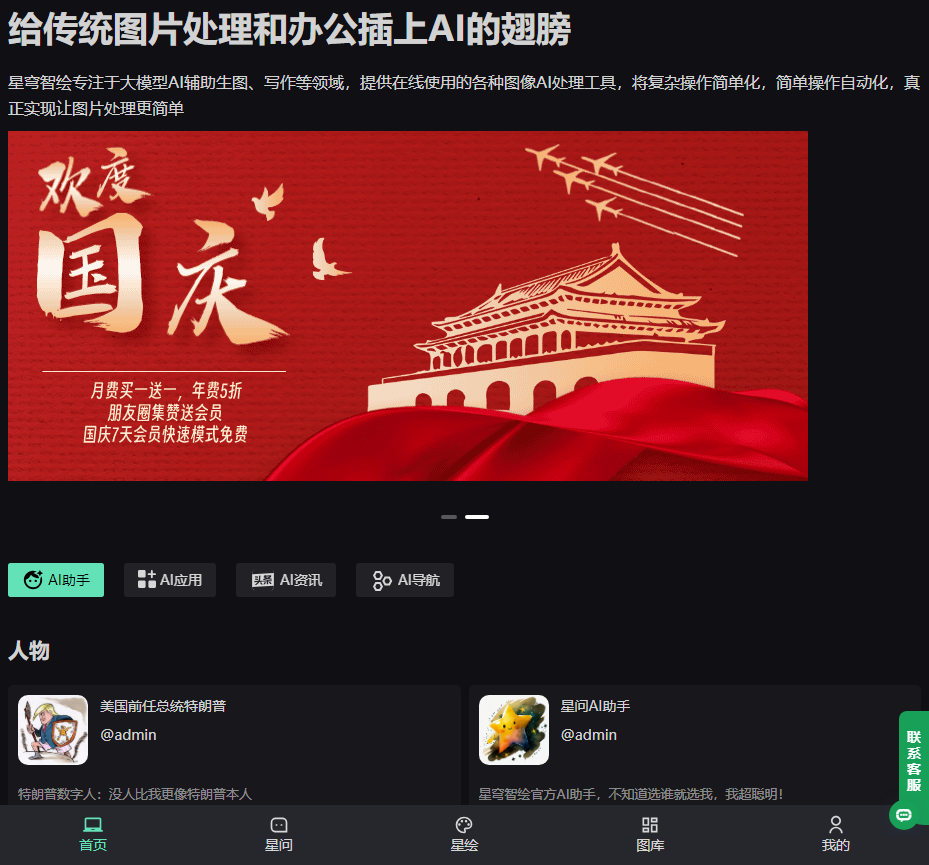 给传统图片处理和办公插上AI的翅膀
星穹智绘专注于大模型AI辅助生图、写作等领域，提供在线使用的各种图像AI处理工具，将复杂操作简单化，简单操作自动化，真
正实现让图片处理更简单
欢度
国庆
月费买一送一，年费5折
朋友圈集赞送会员
国庆7天会员快速模式免费
AI助手
AI应用
头条 AI资讯
AI导航
人物
美国前任总统特朗普
@admin
特朗普数字人：没人比我更像特朗普本人
星问AI助手
@admin
星穹智绘官方AI助手，不知道选谁就选我，我超聪明！
联系客服
首页
星问
星绘
图库
我的